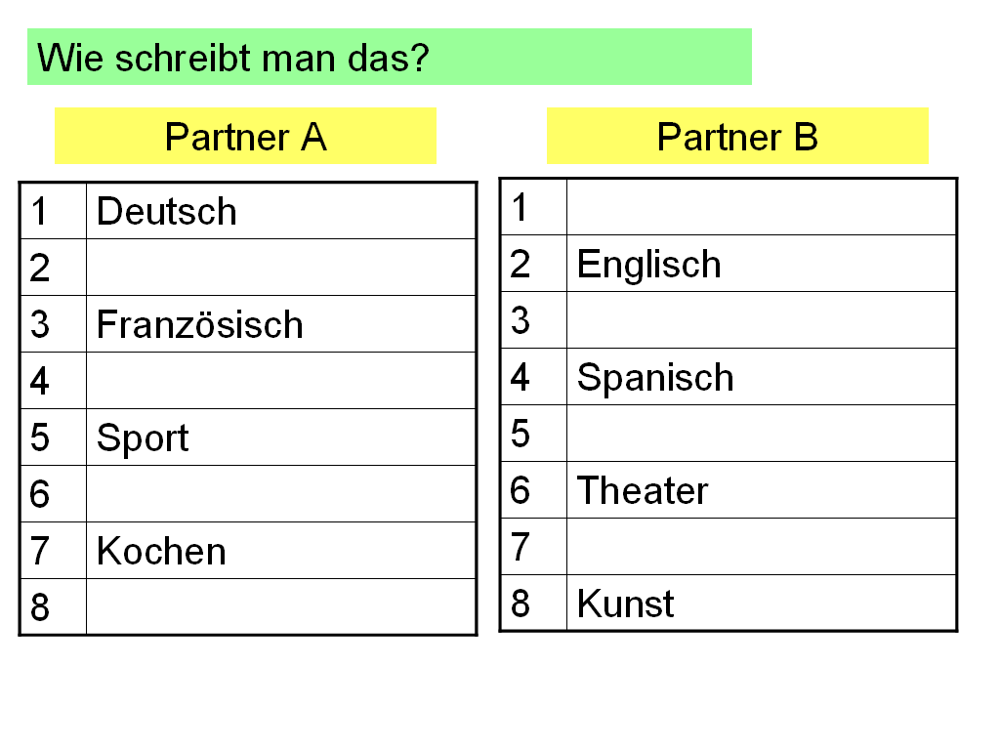 Wie schreibt man das?
Partner A
1 Deutsch
2
3 Französisch
4
5 Sport
6
7 Kochen
8
Partner B
1
2 Englisch
3
4 Spanisch
5
6 Theater
7
8 Kunst